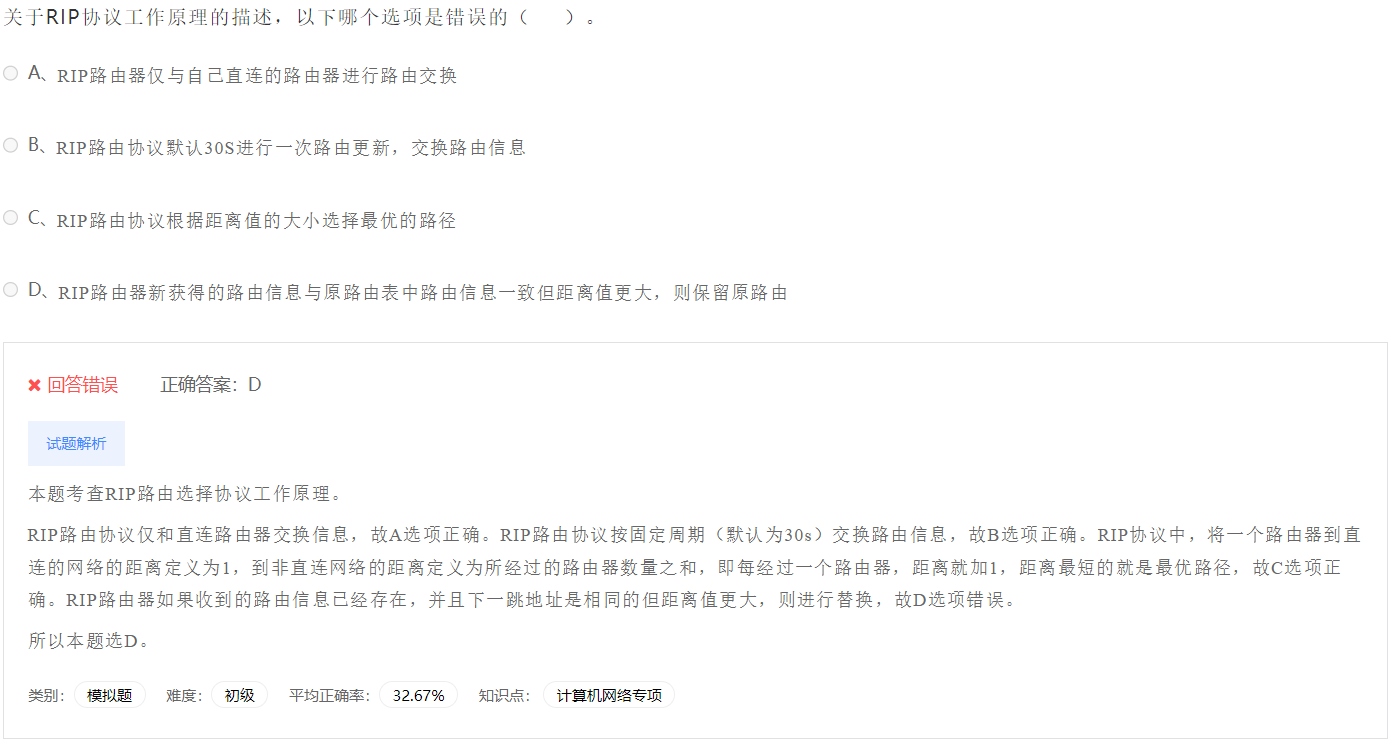 关于RIP协议工作原理的描述，以下哪个选项是错误的（　　）。
A、RIP路由器仅与自己直连的路由器进行路由交换
B、RIP路由协议默认30S进行一次路由更新，交换路由信息
C、RIP路由协议根据距离值的大小选择最优的路径
D、RIP路由器新获得的路由信息与原路由表中路由信息一致但距离值更大，则保留原路由
回答错误 正确答案：D
试题解析
本题考查RIP路由选择协议工作原理。
RIP路由协议仅和直连路由器交换信息，故A选项正确。RIP路由协议按固定周期（默认为30s）交换路由信息，故B选项正确。RIP协议中，将一个路由器到直
连的网络的距离定义为1，到非直连网络的距离定义为所经过的路由器数量之和，即每经过一个路由器，距离就加1，距离最短的就是最优路径，故C选项正
确。RIP路由器如果收到的路由信息已经存在，并且下一跳地址是相同的但距离值更大，则进行替换，故D选项错误。
所以本题选D。
类别： 模拟题 难度： 初级 平均正确率： 32.67% 知识点： 计算机网络专项